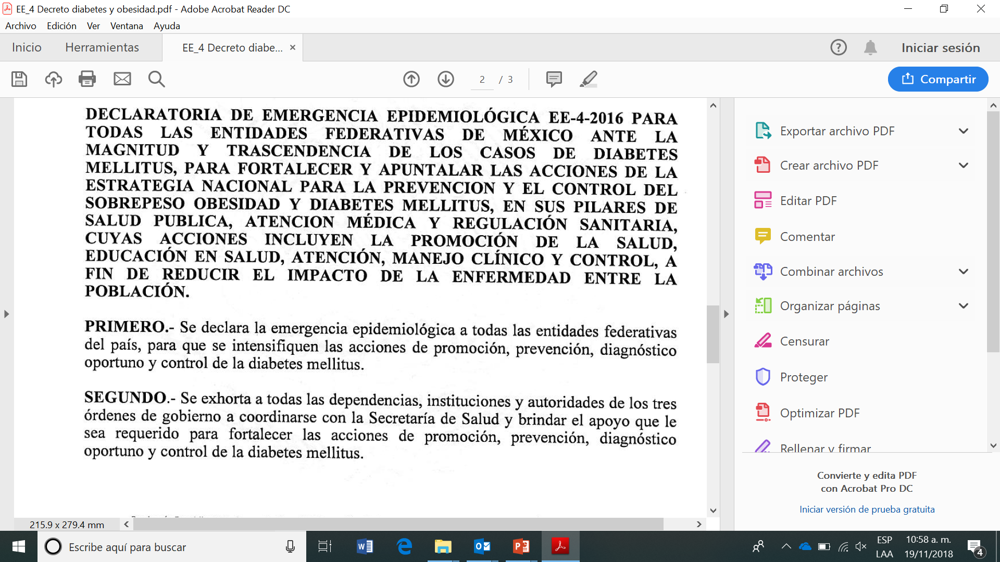 EE_4 Decreto diabetes y obesidad.pdf - Adobe Acrobat Reader DC
Archivo Edición Ver Ventana Ayuda
Inicio Herramientas EE_4 Decreto diabe... ×
? Iniciar sesión
2 / 3
Compartir
DECLARATORIA DE EMERGENCIA EPIDEMIOLÓGICA EE-4-2016 PARA
TODAS LAS ENTIDADES FEDERATIVAS DE MÉXICO ANTE LA
MAGNITUD Y TRASCENDENCIA DE LOS CASOS DE DIABETES
MELLITUS, PARA FORTALECER Y APUNTALAR LAS ACCIONES DE LA
ESTRATEGIA NACIONAL PARA LA PREVENCION Y EL CONTROL DEL
SOBREPESO OBESIDAD Y DIABETES MELLITUS, EN SUS PILARES DE
SALUD PUBLICA, ATENCION MÉDICA Y REGULACIÓN SANITARIA,
CUYAS ACCIONES INCLUYEN LA PROMOCIÓN DE LA SALUD,
EDUCACIÓN EN SALUD, ATENCIÓN, MANEJO CLÍNICO Y CONTROL, A
FIN DE REDUCIR EL IMPACTO DE LA ENFERMEDAD ENTRE LA
POBLACIÓN.
PRIMERO.- Se declara la emergencia epidemiológica a todas las entidades federativas
del país, para que se intensifiquen las acciones de promoción, prevención, diagnóstico
oportuno y control de la diabetes mellitus.
SEGUNDO.- Se exhorta a todas las dependencias, instituciones y autoridades de los tres
órdenes de gobierno a coordinarse con la Secretaría de Salud y brindar el apoyo que le
sea requerido para fortalecer las acciones de promoción, prevención, diagnóstico
oportuno y control de la diabetes mellitus.
215.9 x 279.4 mm
Exportar archivo PDF
Crear archivo PDF
Editar PDF
Comentar
Combinar archivos
Organizar páginas
Censurar
Proteger
Optimizar PDF
Rellenar y firmar
Convierte y edita PDF
con Acrobat Pro DC
Iniciar versión de prueba gratuita
Escribe aquí para buscar
ESP
LAA
10:58 a. m.
19/11/2018
4